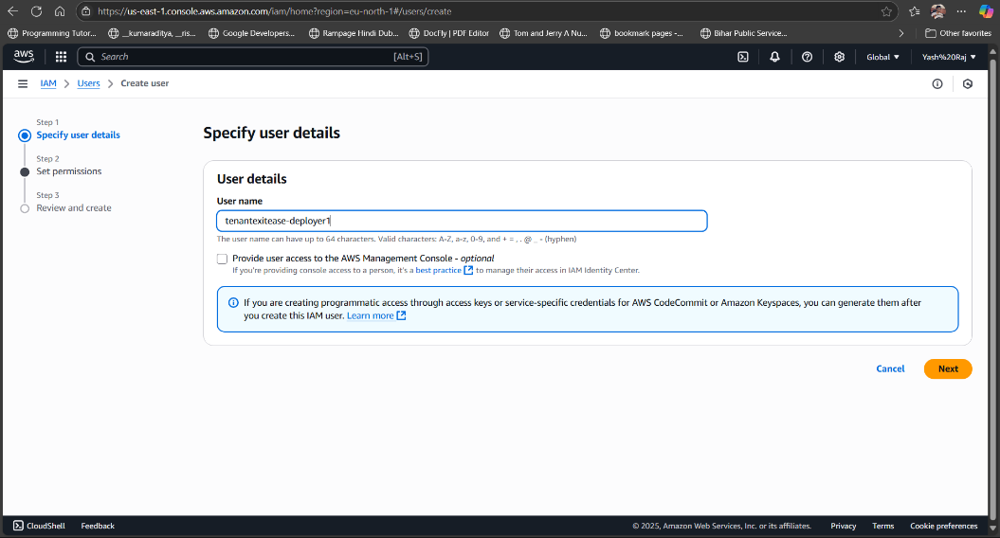 https://us-east-1.console.aws.amazon.com/iam/home?region=eu-north-1#/users/create
Programming Tutor...
__kumaraditya, __ris...
Google Developers...
Rampage Hindi Dub...
DocFly | PDF Editor
Tom and Jerry A Nu...
bookmark pages -...
Bihar Public Service...
Other favorites
aws
Search
[Alt+S]
Global
Yash%20Raj
IAM
Users
Create user
Step 1
Specify user details
Step 2
Set permissions
Step 3
Review and create
Specify user details
User details
User name
tenantexitease-deployer1
The user name can have up to 64 characters. Valid characters: A-Z, a-z, 0-9, and + = , . @ _ - (hyphen)
Provide user access to the AWS Management Console - optional
If you're providing console access to a person, it's a best practice to manage their access in IAM Identity Center.
If you are creating programmatic access through access keys or service-specific credentials for AWS CodeCommit or Amazon Keyspaces, you can generate them after
you create this IAM user. Learn more
Cancel
Next
CloudShell
Feedback
© 2025, Amazon Web Services, Inc. or its affiliates.
Privacy
Terms
Cookie preferences